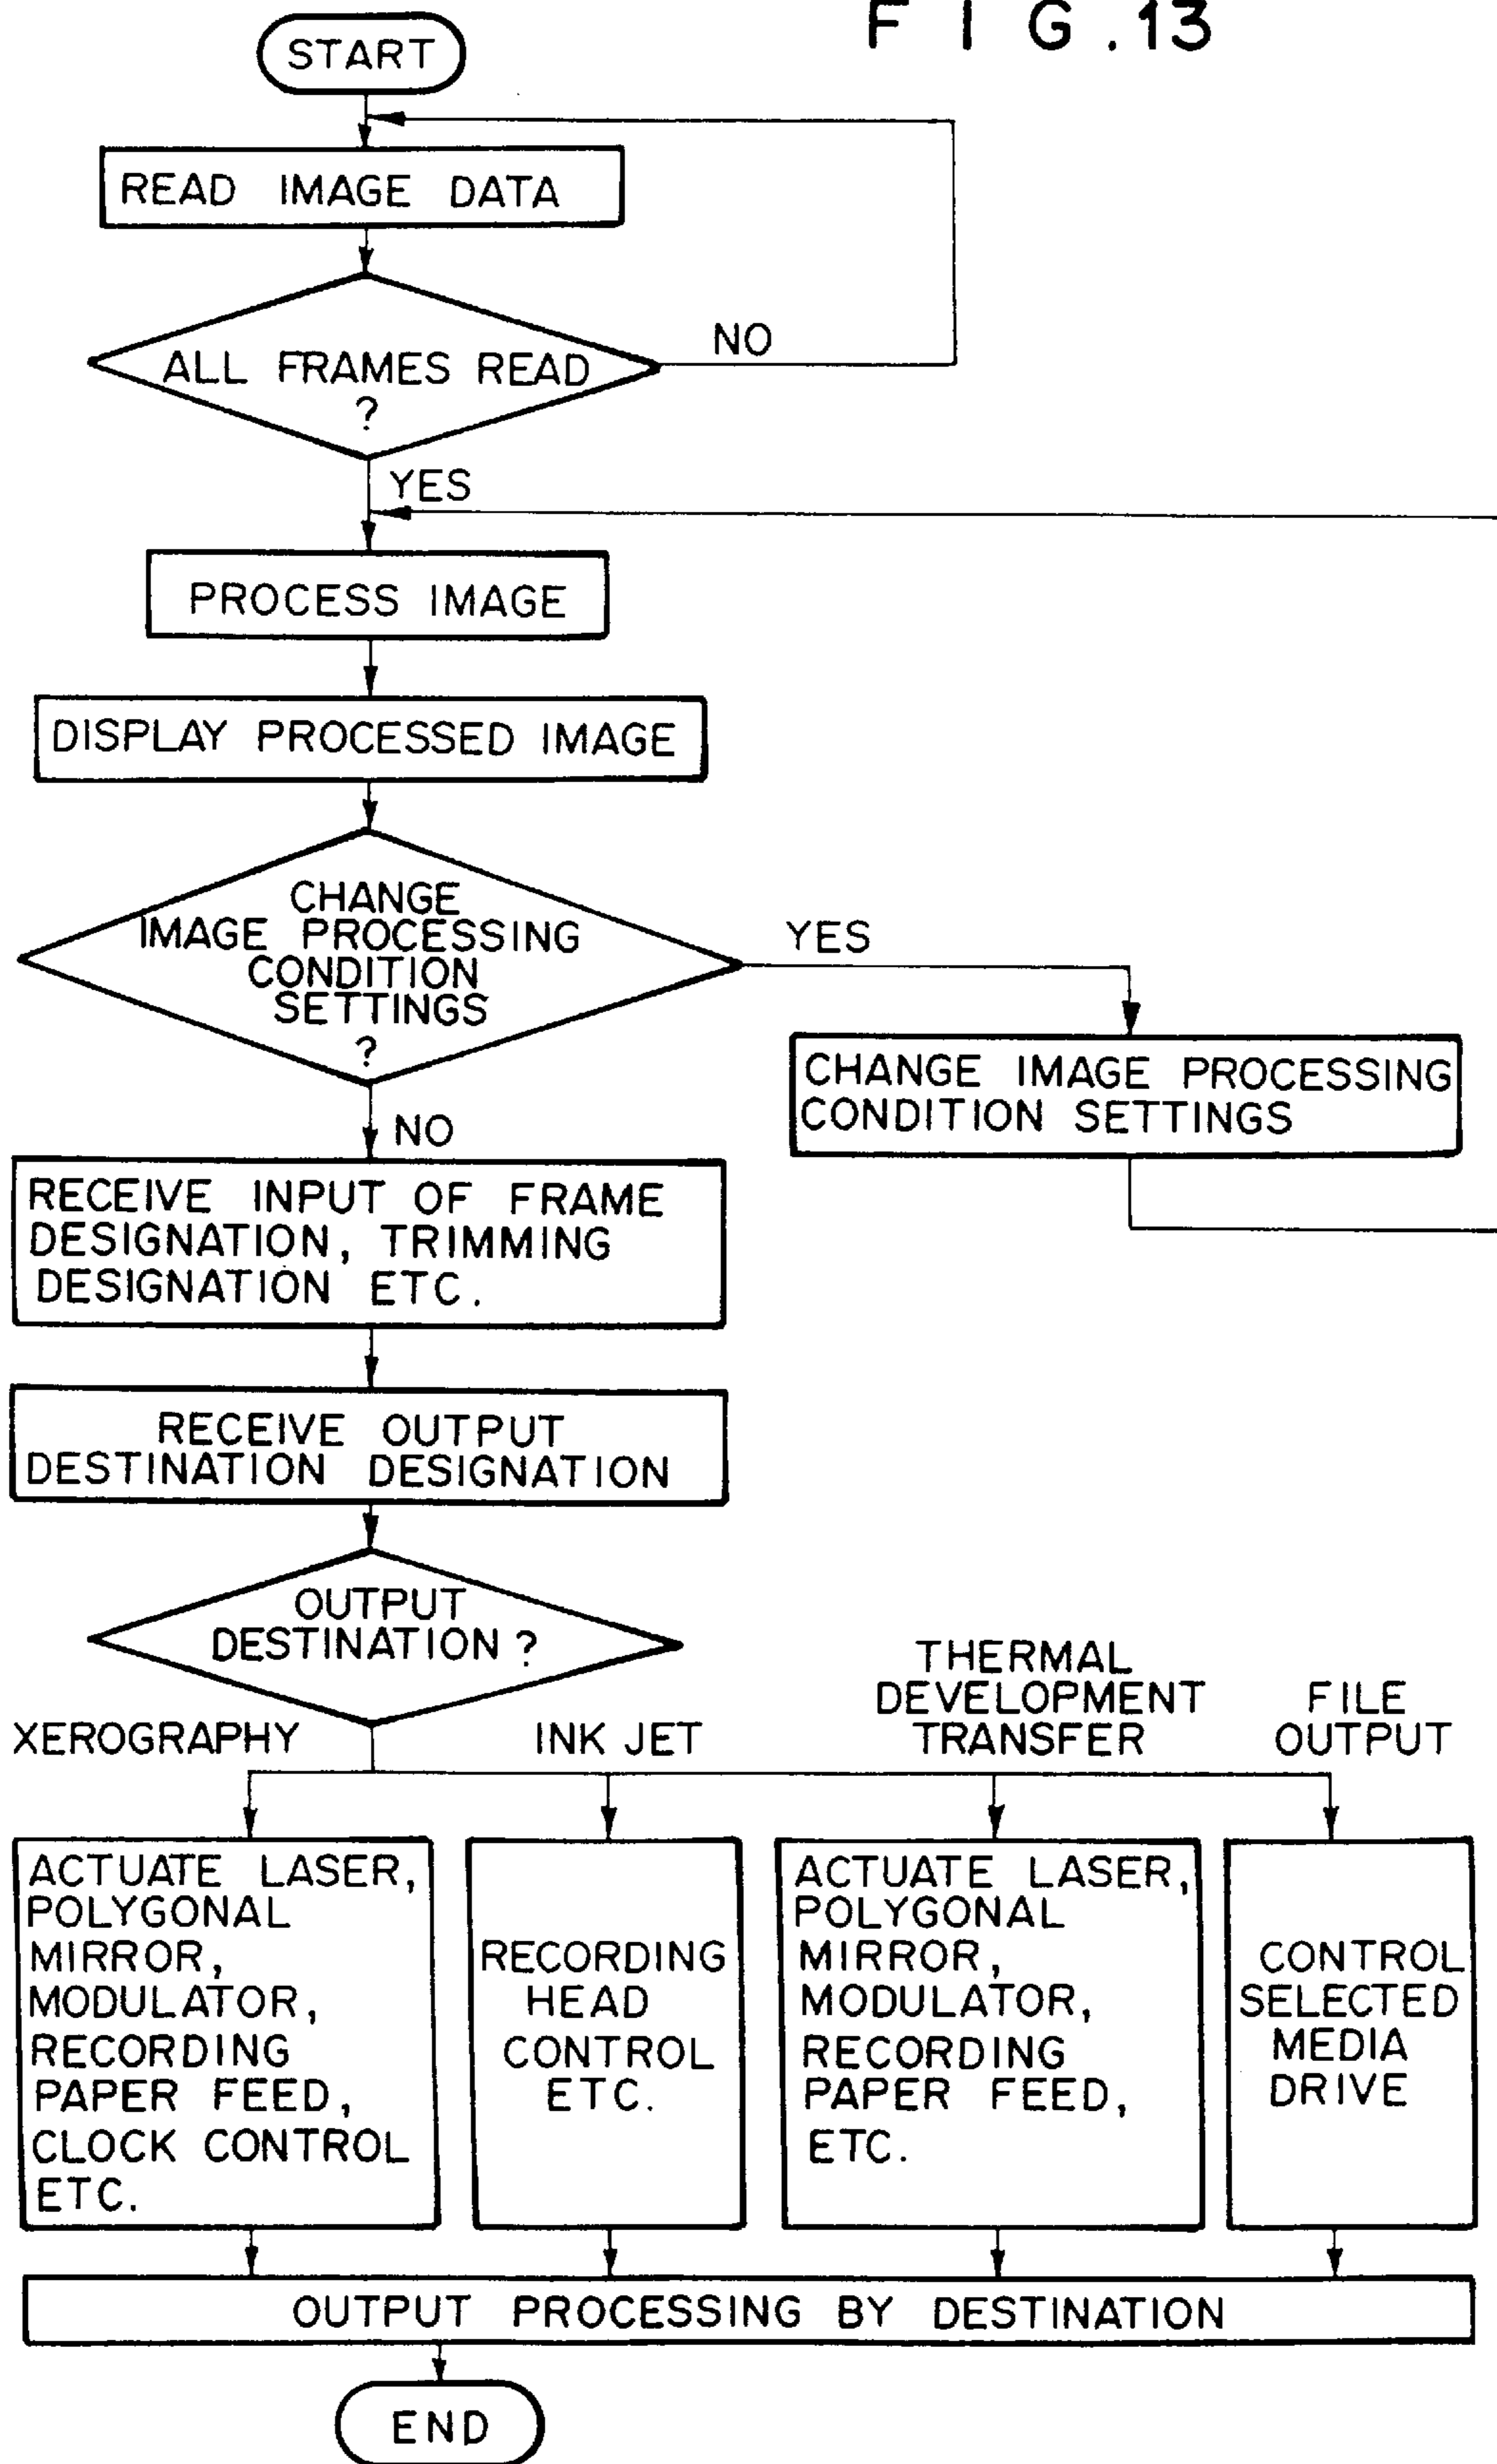 FIG.13
START
READ IMAGE DATA
ALL FRAMES READ
?
NO
YES
PROCESS IMAGE
DISPLAY PROCESSED IMAGE
CHANGE
IMAGE PROCESSING
CONDITION
SETTINGS
?
YES
CHANGE IMAGE PROCESSING
CONDITION SETTINGS
NO
RECEIVE INPUT OF FRAME
DESIGNATION, TRIMMING
DESIGNATION ETC.
RECEIVE OUTPUT
DESTINATION DESIGNATION
OUTPUT
DESTINATION ?
XEROGRAPHY
INK JET
THERMAL
DEVELOPMENT
TRANSFER
FILE
OUTPUT
ACTUATE LASER,
POLYGONAL
MIRROR,
MODULATOR,
RECORDING
PAPER FEED,
CLOCK CONTROL
ETC.
RECORDING
HEAD
CONTROL
ETC.
ACTUATE LASER,
POLYGONAL
MIRROR,
MODULATOR,
RECORDING
PAPER FEED,
ETC.
CONTROL
SELECTED
MEDIA
DRIVE
OUTPUT PROCESSING BY DESTINATION
END